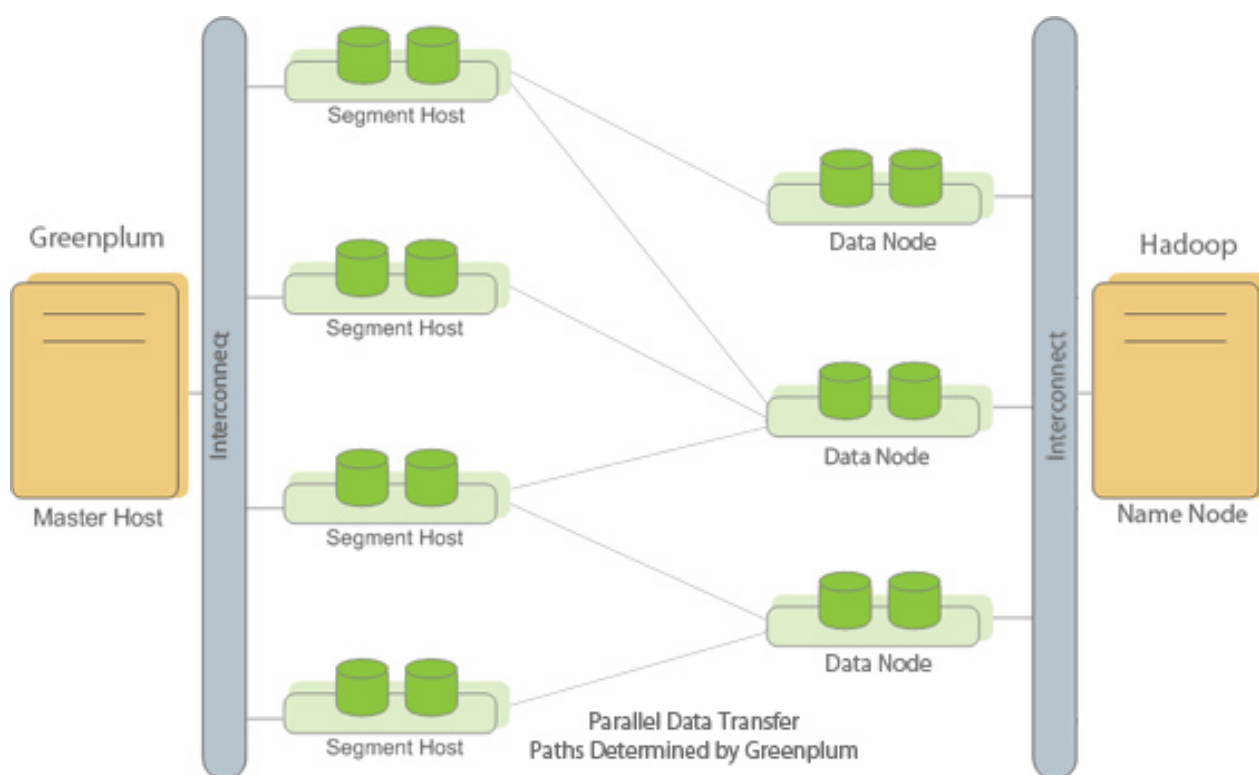 Greenplum
Master Host
Interconnect
Segment Host
Segment Host
Segment Host
Segment Host
Parallel Data Transfer
Paths Determined by Greenplum
Data Node
Data Node
Data Node
Interconnect
Hadoop
Name Node